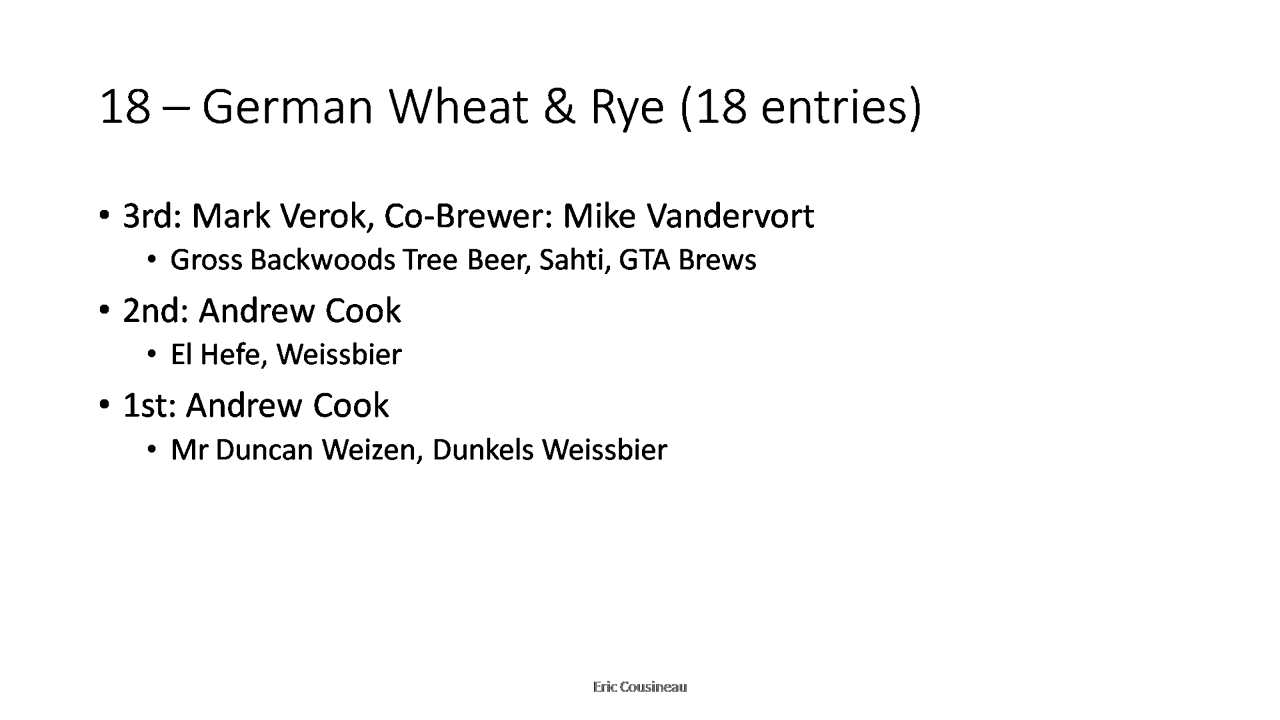 18 – German Wheat & Rye (18 entries)
• 3rd: Mark Verok, Co-Brewer: Mike Vandervort
• Gross Backwoods Tree Beer, Sahti, GTA Brews
• 2nd: Andrew Cook
• El Hefe, Weissbier
• 1st: Andrew Cook
• Mr Duncan Weizen, Dunkels Weissbier
Eric Cousineau